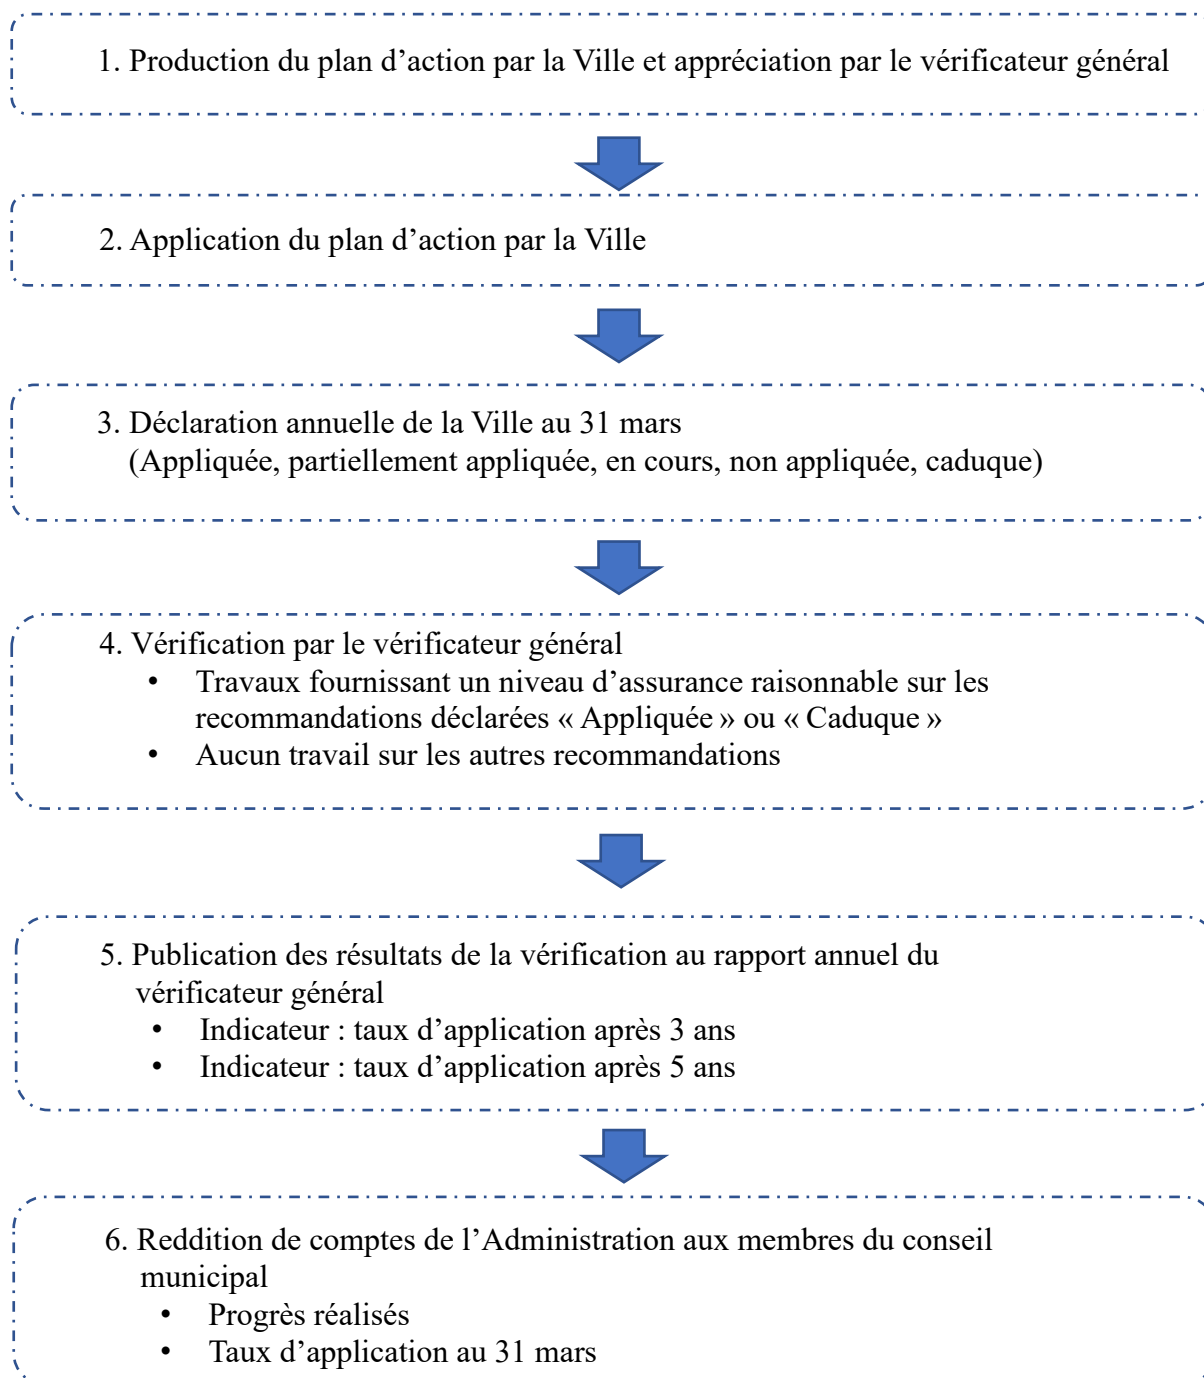 1. Production du plan d’action par la Ville et appréciation par le vérificateur général
2. Application du plan d’action par la Ville
3. Déclaration annuelle de la Ville au 31 mars
(Appliquée, partiellement appliquée, en cours, non appliquée, caduque)
4. Vérification par le vérificateur général
• Travaux fournissant un niveau d’assurance raisonnable sur les
recommandations déclarées « Appliquée » ou « Caduque »
• Aucun travail sur les autres recommandations
5. Publication des résultats de la vérification au rapport annuel du
vérificateur général
• Indicateur : taux d’application après 3 ans
• Indicateur : taux d’application après 5 ans
6. Reddition de comptes de l’Administration aux membres du conseil
municipal
• Progrès réalisés
• Taux d’application au 31 mars